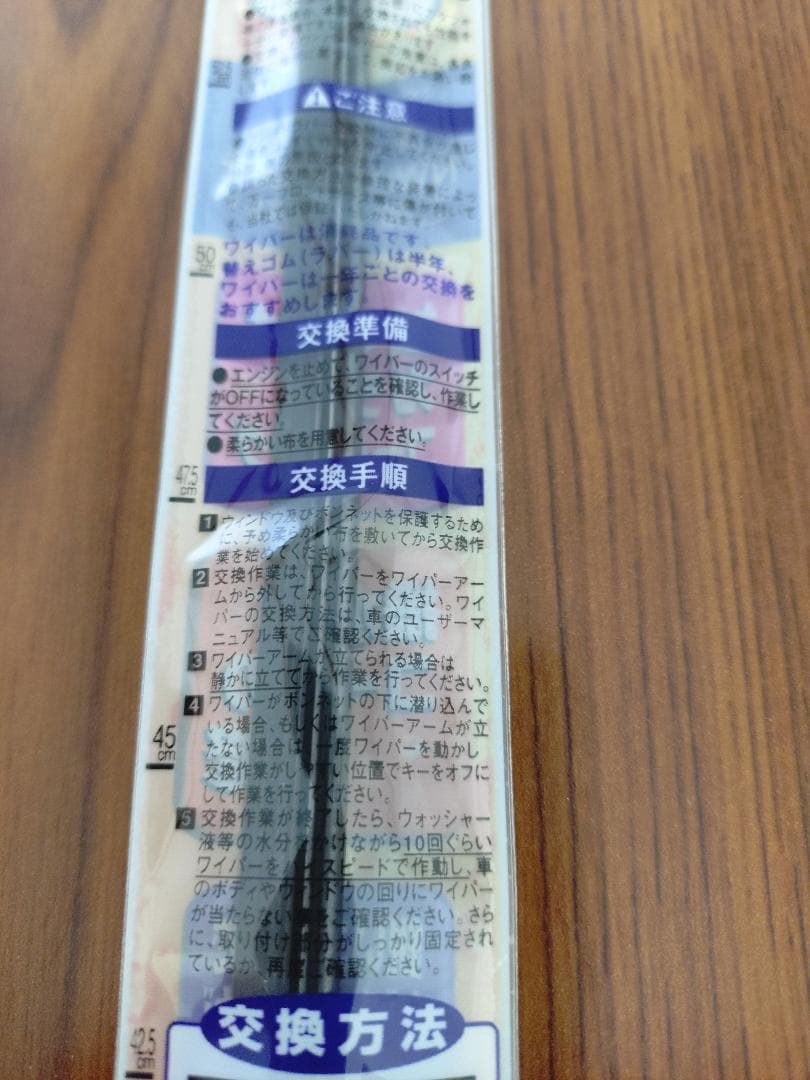 ご注意
ワイパーは消耗品です。
替えゴム(ラバー)は半年、
ワイパーは一年ごとの交換を
おすすめします。
50
cm
交換準備
●エンジンを止めて、ワイパーのスイッチ
がOFFになっていることを確認し、作業し
てください。
●柔らかい布を用意してください。
47.5
cm
交換手順
1 ウィンドウ及びボンネットを保護するため
に、予め柔らかい布を敷いてから交換作
業を始めてください。
2 交換作業は、ワイパーをワイパーアー
ムから外してから行ってください。ワイ
パーの交換方法は、車のユーザーマ
ニュアル等でご確認ください。
3 ワイパーアームが立てられる場合は
静かに立ててから作業を行ってください。
4 ワイパーがボンネットの下に潜り込んで
いる場合、もしくはワイパーアームが立
たない場合は、一度ワイパーを動かし
交換作業がしやすい位置でキーをオフに
して作業を行ってください。
45
cm
5 交換作業が終了したら、ウォッシャー
液等の水分をかけながら10回ぐらい
ワイパーをハイスピードで作動し、車
のボディやウィンドウの回りにワイパー
が当たらない事をご確認ください。さら
に、取り付け部分がしっかり固定され
ているか、再度ご確認ください。
交換方法
42.5
cm